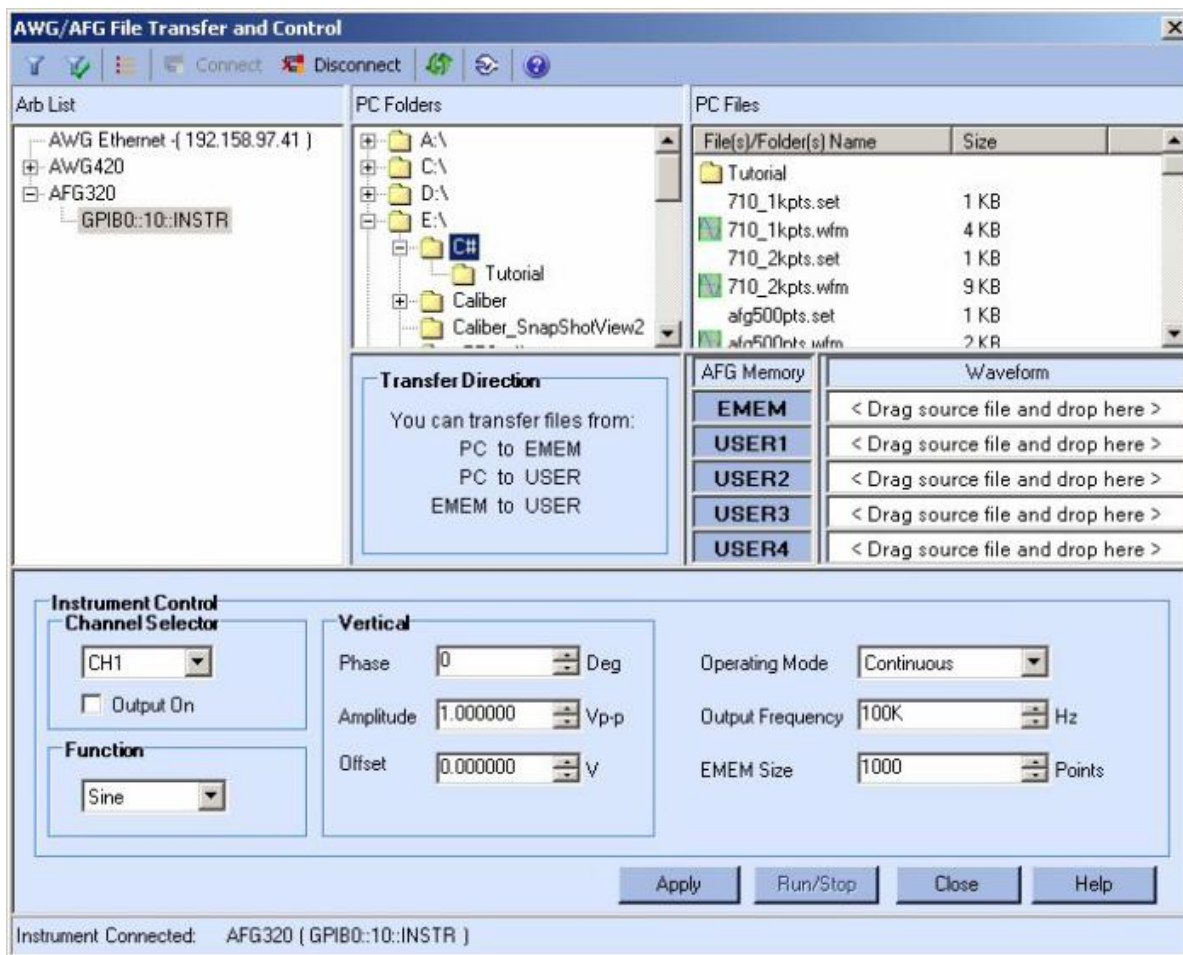 AWG/AFG File Transfer and Control
Connect Disconnect
Arb List
AWG Ethernet -( 192.158.97.41 )
AWG420
AFG320
GPIB0::10::INSTR
PC Folders
A:\
C:\
D:\
E:\
C#
Tutorial
Caliber
Caliber_SnapShotView2
PC Files
File(s)/Folder(s) Name Size
Tutorial
710_1kpts.set 1 KB
710_1kpts.wfm 4 KB
710_2kpts.set 1 KB
710_2kpts.wfm 9 KB
afg500pts.set 1 KB
afg500pts.wfm 2 KB
Transfer Direction
You can transfer files from:
PC to EMEM
PC to USER
EMEM to USER
AFG Memory Waveform
EMEM < Drag source file and drop here >
USER1 < Drag source file and drop here >
USER2 < Drag source file and drop here >
USER3 < Drag source file and drop here >
USER4 < Drag source file and drop here >
Instrument Control
Channel Selector
CH1
Output On
Function
Sine
Vertical
Phase 0 Deg
Amplitude 1.000000 Vp-p
Offset 0.000000 V
Operating Mode Continuous
Output Frequency 100K Hz
EMEM Size 1000 Points
Apply Run/Stop Close Help
Instrument Connected: AFG320 ( GPIB0::10::INSTR )